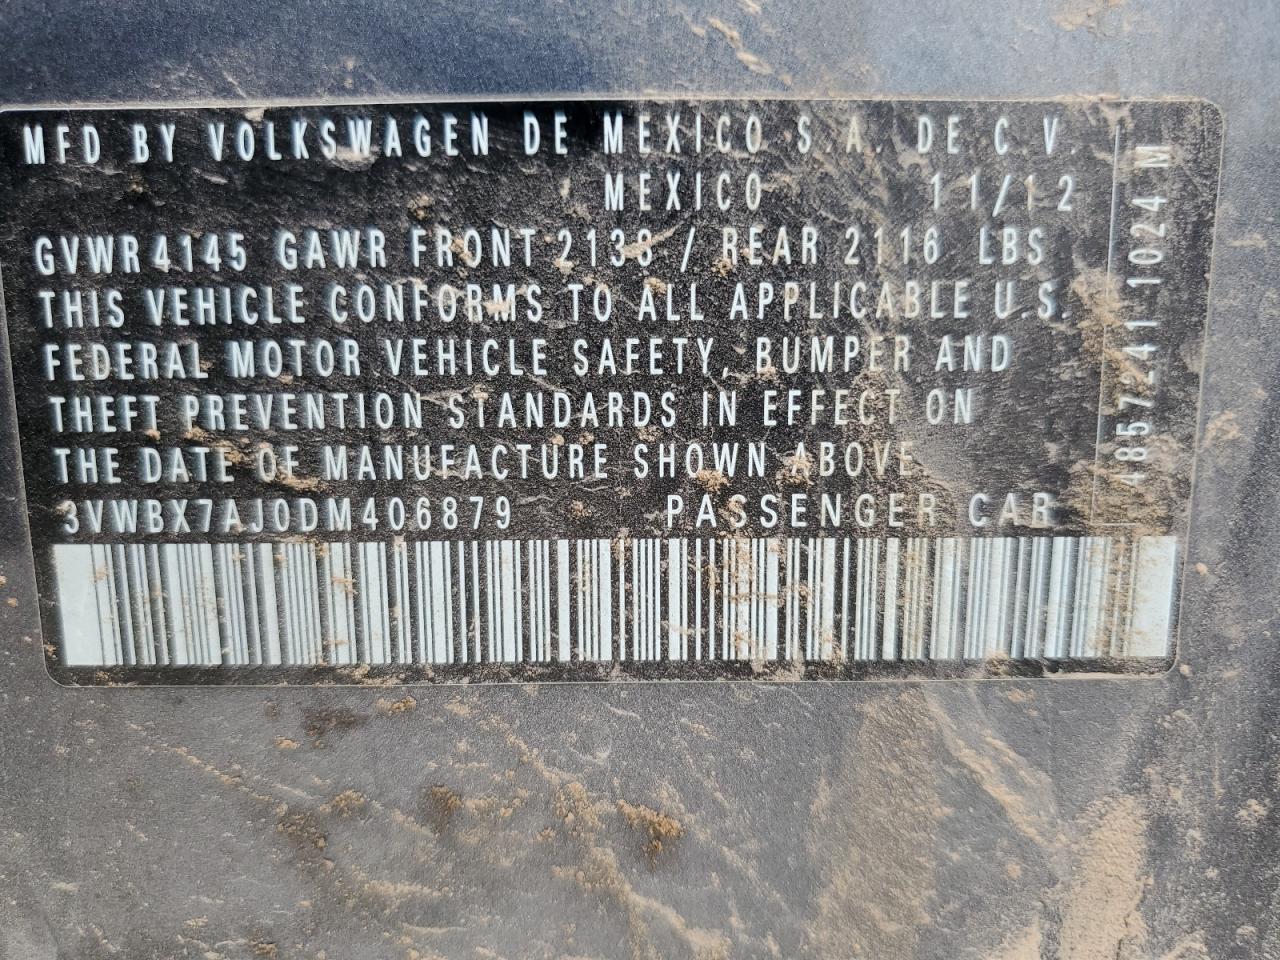 MFD BY VOLKSWAGEN DE MEXICO S.A. DE C.V.
MEXICO 11/12
GVWR 4145 GAWR FRONT 2138 / REAR 2116 LBS
THIS VEHICLE CONFORMS TO ALL APPLICABLE U.S.
FEDERAL MOTOR VEHICLE SAFETY, BUMPER AND
THEFT PREVENTION STANDARDS IN EFFECT ON
THE DATE OF MANUFACTURE SHOWN ABOVE
3VWBX7AJ0DM406879 PASSENGER CAR
4857241 1024 M